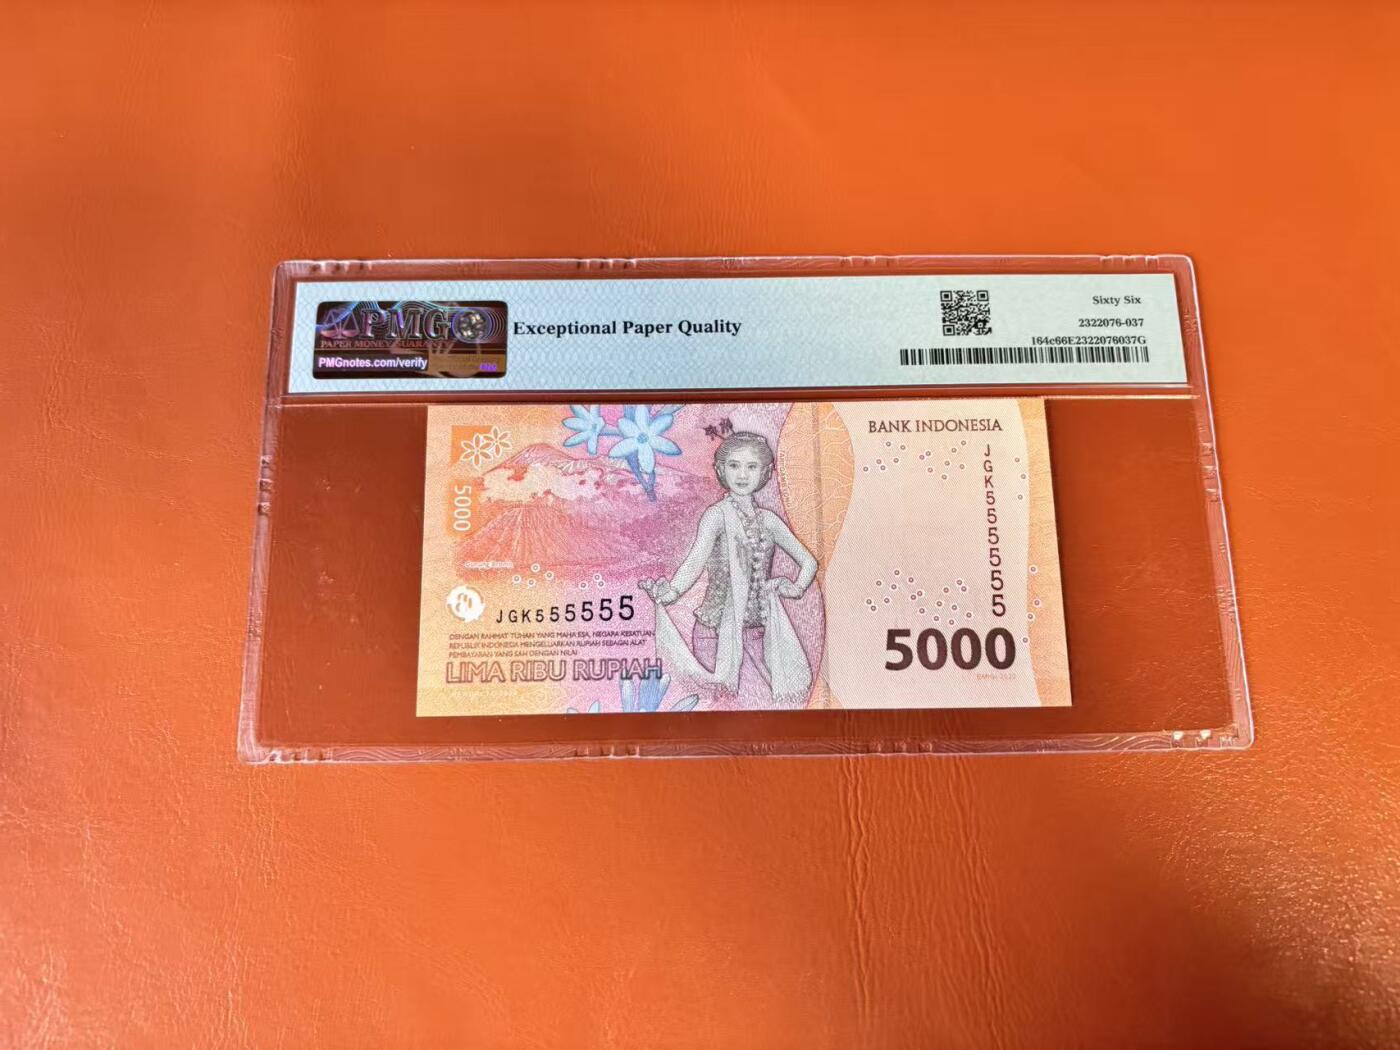 PMG
PAPER MONEY GUARANTY
PMGnotes.com/verify
Exceptional Paper Quality
Sixty Six
2322076-037
164c66E2322076037G
BANK INDONESIA
JGK555555
5000
Gunung Bromo
JGK555555
DENGAN RAHMAT TUHAN YANG MAHA ESA, NEGARA KESATUAN
REPUBLIK INDONESIA MENGELUARKAN RUPIAH SEBAGAI ALAT
PEMBAYARAN YANG SAH DENGAN NILAI
LIMA RIBU RUPIAH
5000